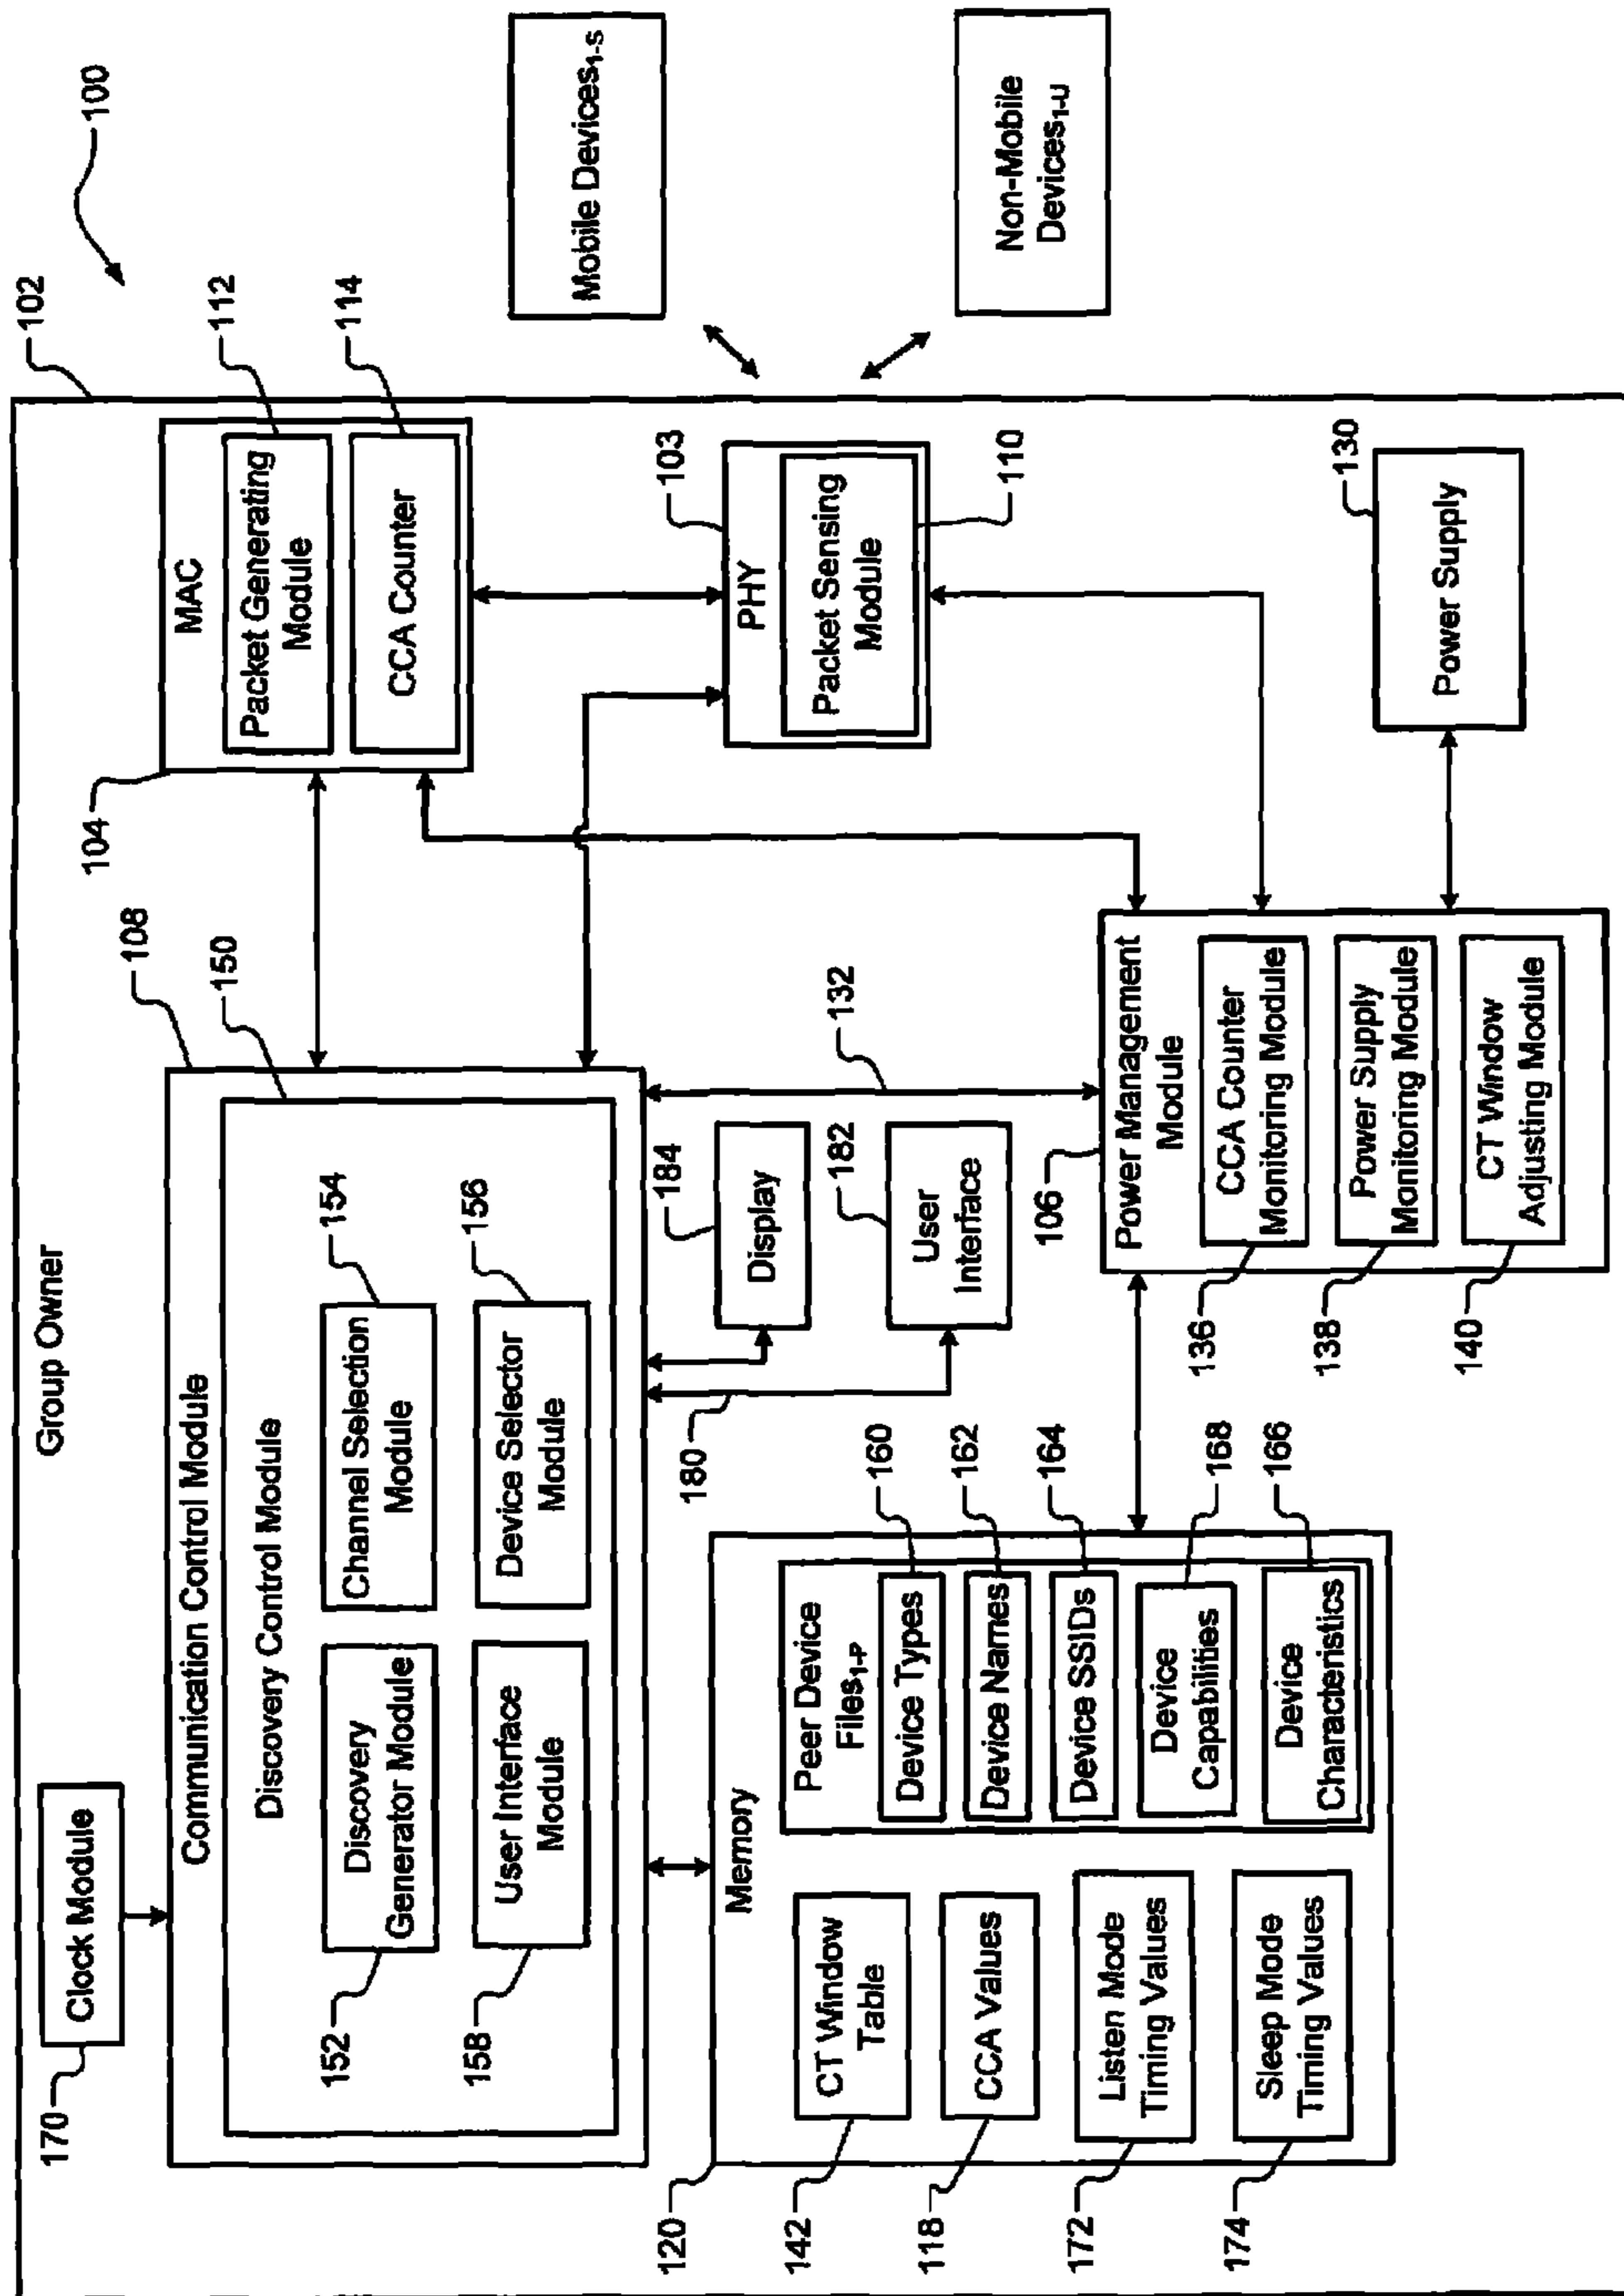 100
Group Owner
102
170
Clock Module
108
Communication Control Module
150
Discovery Control Module
152
Discovery
Generator Module
154
Channel Selection
Module
158
User Interface
Module
156
Device Selector
Module
104
MAC
112
Packet Generating
Module
114
CCA Counter
Mobile Devices1-S
103
PHY
Packet Sensing
Module
110
Non-Mobile
Devices1-U
180
184
Display
182
User
Interface
132
120
Memory
142
CT Window
Table
118
CCA Values
172
Listen Mode
Timing Values
174
Sleep Mode
Timing Values
Peer Device
Files1-P
160
Device Types
162
Device Names
164
Device SSIDs
168
Device
Capabilities
166
Device
Characteristics
106
Power Management
Module
136
CCA Counter
Monitoring Module
138
Power Supply
Monitoring Module
140
CT Window
Adjusting Module
130
Power Supply